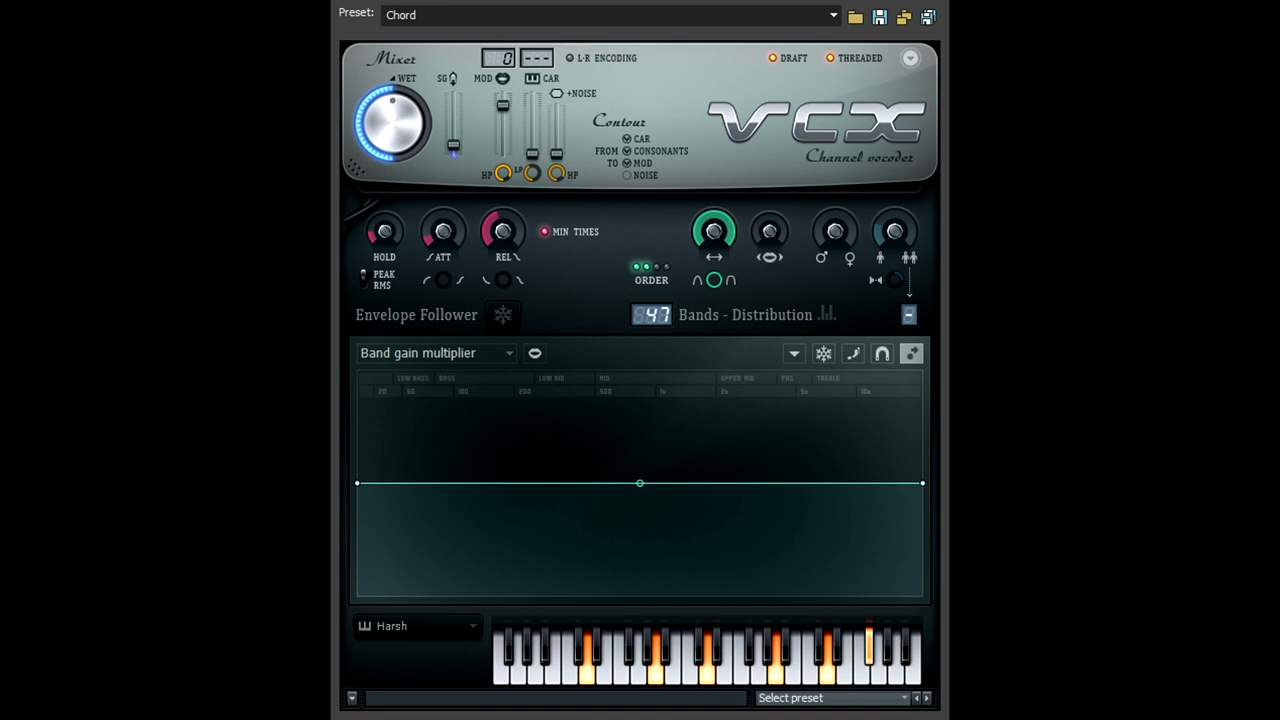 Preset: Chord
Mixer
0 ---
L-R ENCODING
DRAFT THREADED
WET SG MOD CAR
+NOISE
Contour
CAR
FROM CONSONANTS
TO MOD
NOISE
HP LP HP
VCX
Channel vocoder
HOLD ATT REL MIN TIMES
PEAK
RMS
ORDER
Envelope Follower
47 Bands - Distribution -
Band gain multiplier
LOW BASS BASS LOW MID MID UPPER MID PRS TREBLE
20 50 100 200 500 1k 2k 5k 10k
Harsh
Select preset